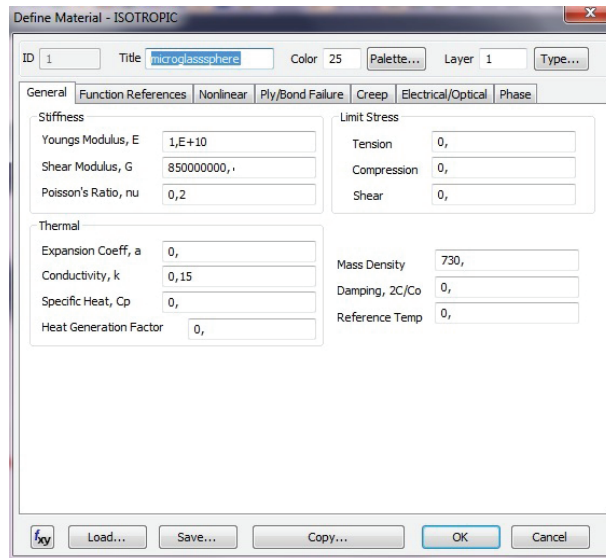 Define Material - ISOTROPIC
ID 1 Title microglasssphere Color 25 Palette... Layer 1 Type...
General Function References Nonlinear Ply/Bond Failure Creep Electrical/Optical Phase
Stiffness
Youngs Modulus, E 1,E+10
Shear Modulus, G 850000000,
Poisson's Ratio, nu 0,2
Limit Stress
Tension 0,
Compression 0,
Shear 0,
Thermal
Expansion Coeff, a 0,
Conductivity, k 0,15
Specific Heat, Cp 0,
Heat Generation Factor 0,
Mass Density 730,
Damping, 2C/Co 0,
Reference Temp 0,
fxy Load... Save... Copy... OK Cancel